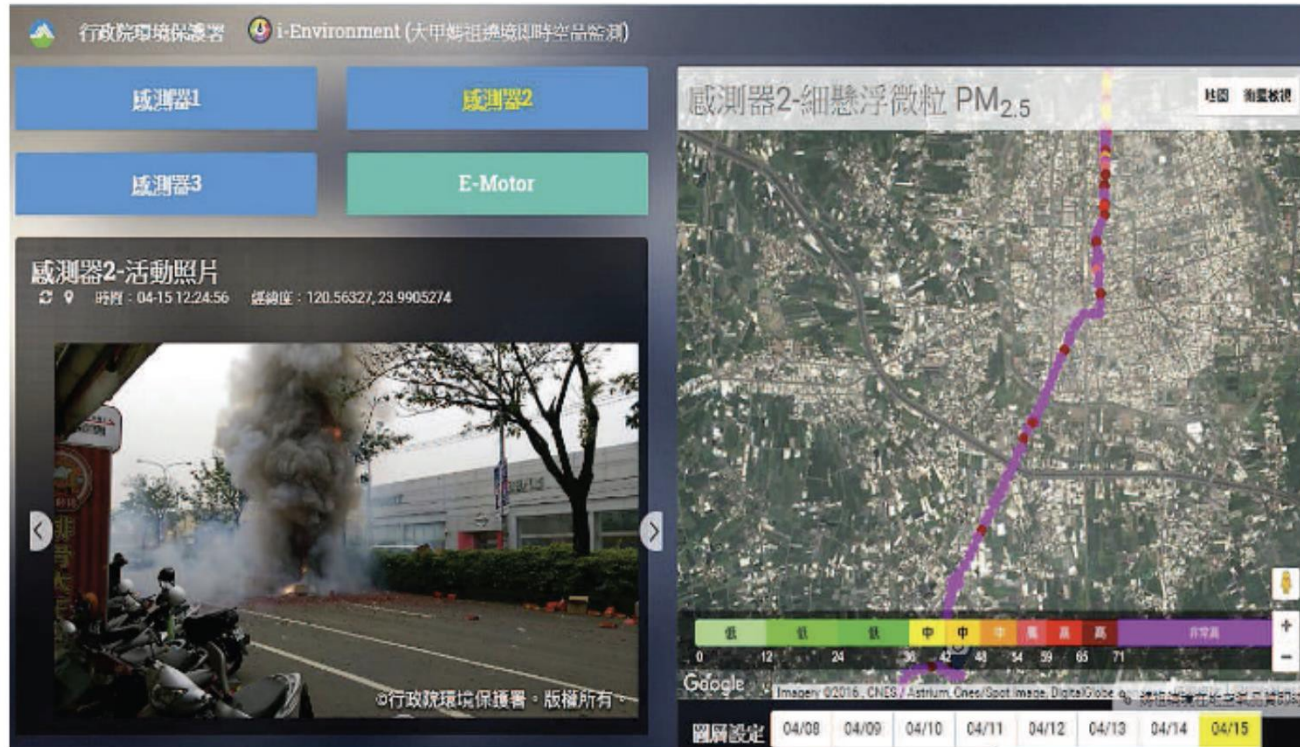 行政院環境保護署 i-Environment (大甲媽祖遶境即時空品監測)
感測器1
感測器2
感測器3
E-Motor
感測器2-活動照片
時間：04-15 12:24:56 經緯度：120.56327, 23.9905274
©行政院環境保護署。版權所有。
感測器2-細懸浮微粒 PM2.5
地圖 衛星檢視
低 低 低 中 中 中 高 高 高 非常高
0 12 24 36 42 48 54 59 65 71
Google
Imagery ©2016, CNES / Astrium, Cnes/Spot Image, DigitalGlobe
圖層設定 04/08 04/09 04/10 04/11 04/12 04/13 04/14 04/15